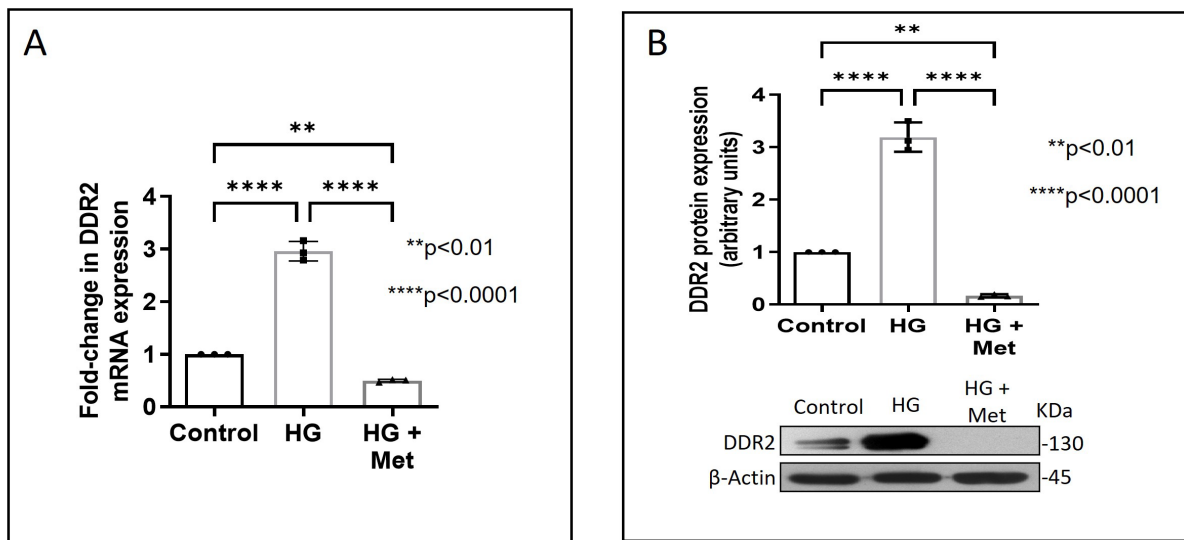 A
**
**** ****
Fold-change in DDR2
mRNA expression
4
3
2
1
0
**p<0.01
****p<0.0001
Control HG HG +
Met
B
**
**** ****
DDR2 protein expression
(arbitrary units)
4
3
2
1
0
**p<0.01
****p<0.0001
Control HG HG +
Met
Control HG HG +
Met KDa
DDR2 -130
β-Actin -45